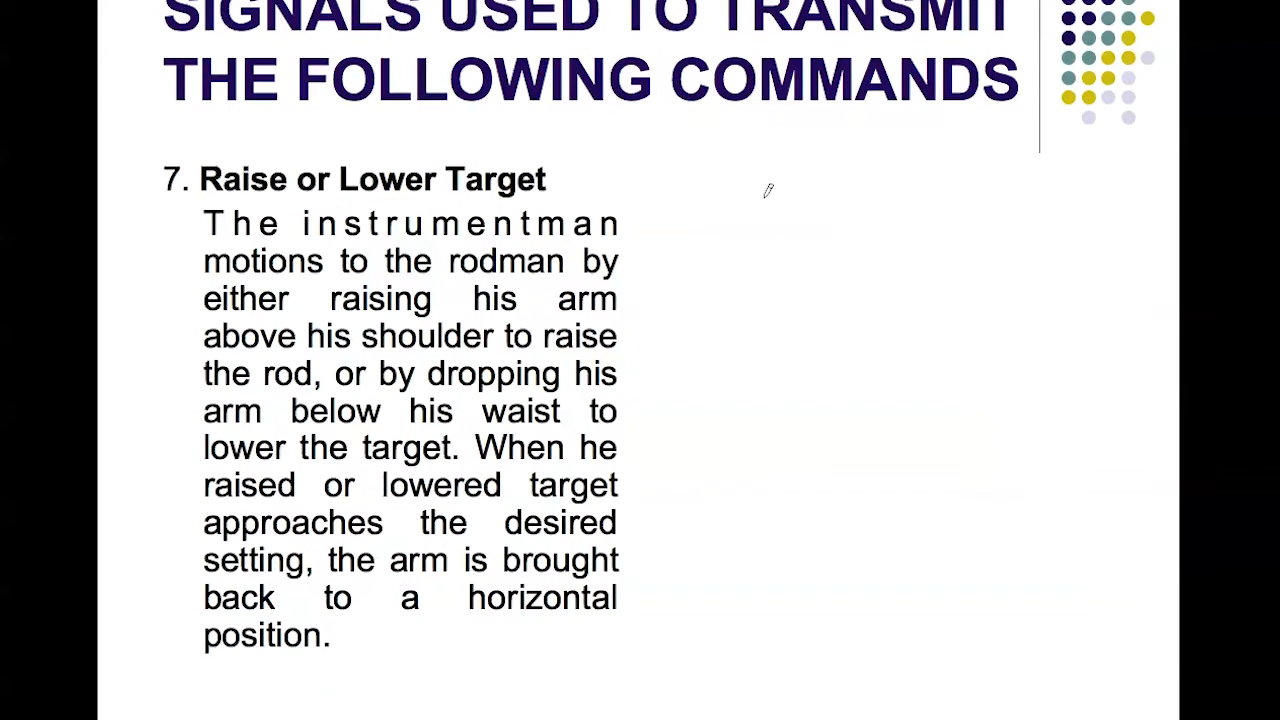 SIGNALS USED TO TRANSMIT
THE FOLLOWING COMMANDS
7. Raise or Lower Target
The instrumentman
motions to the rodman by
either raising his arm
above his shoulder to raise
the rod, or by dropping his
arm below his waist to
lower the target. When he
raised or lowered target
approaches the desired
setting, the arm is brought
back to a horizontal
position.